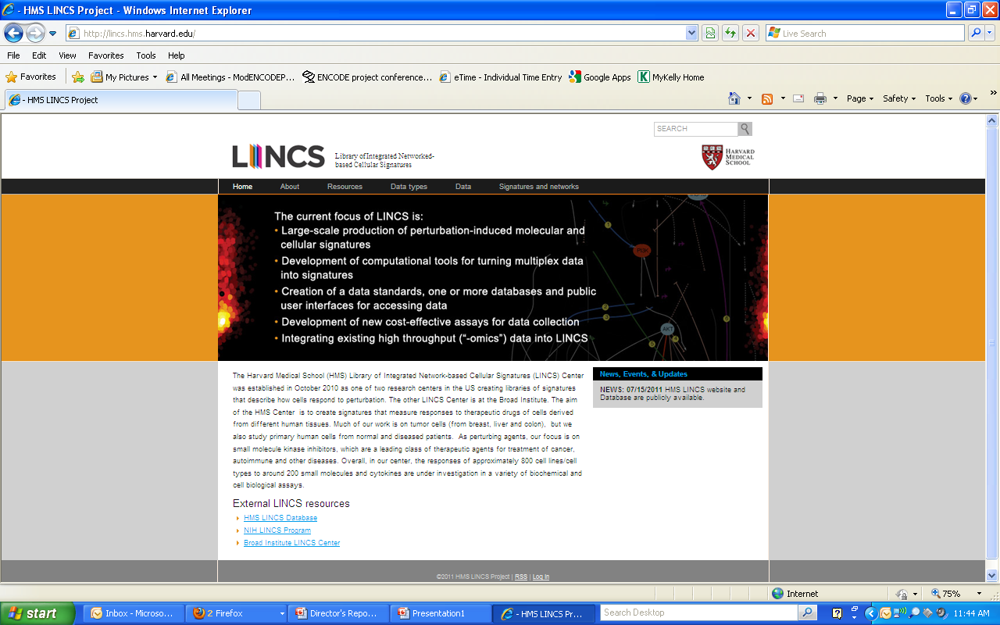 - HMS LINCS Project - Windows Internet Explorer
http://lincs.hms.harvard.edu/
Live Search
File Edit View Favorites Tools Help
Favorites My Pictures All Meetings - ModENCODEP... ENCODE project conference... eTime - Individual Time Entry Google Apps MyKelly Home
- HMS LINCS Project
Page Safety Tools
SEARCH
LINCS
Library of Integrated Networked-
based Cellular Signatures
HARVARD
MEDICAL
SCHOOL
Home About Resources Data types Data Signatures and networks
The current focus of LINCS is:
• Large-scale production of perturbation-induced molecular and
cellular signatures
• Development of computational tools for turning multiplex data
into signatures
• Creation of a data standards, one or more databases and public
user interfaces for accessing data
• Development of new cost-effective assays for data collection
• Integrating existing high throughput (“-omics”) data into LINCS
1
PI3K
2
3
6
AKT
5
4
The Harvard Medical School (HMS) Library of Integrated Network-based Cellular Signatures (LINCS) Center
was established in October 2010 as one of two research centers in the US creating libraries of signatures
that describe how cells respond to perturbation. The other LINCS Center is at the Broad Institute. The aim
of the HMS Center is to create signatures that measure responses to therapeutic drugs of cells derived
from different human tissues. Much of our work is on tumor cells (from breast, liver and colon), but we
also study primary human cells from normal and diseased patients. As perturbing agents, our focus is on
small molecule kinase inhibitors, which are a leading class of therapeutic agents for treatment of cancer,
autoimmune and other diseases. Overall, in our center, the responses of approximately 800 cell lines/cell
types to around 200 small molecules and cytokines are under investigation in a variety of biochemical and
cell biological assays.
News, Events, & Updates
NEWS: 07/15/2011 HMS LINCS website and
Database are publicly available.
External LINCS resources
HMS LINCS Database
NIH LINCS Program
Broad Institute LINCS Center
©2011 HMS LINCS Project | RSS | Log in
Internet 75%
start Inbox - Microso... 2 Firefox Director's Repo... Presentation1 - HMS LINCS Pr... Search Desktop 11:44 AM